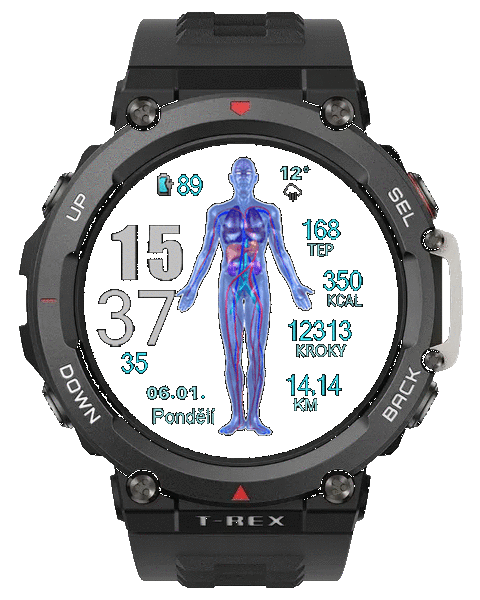 UP
SEL
89
12°
15
168
TEP
350
KCAL
37
12313
KROKY
35
06.01.
Pondělí
14,14
KM
DOWN
BACK
T-REX